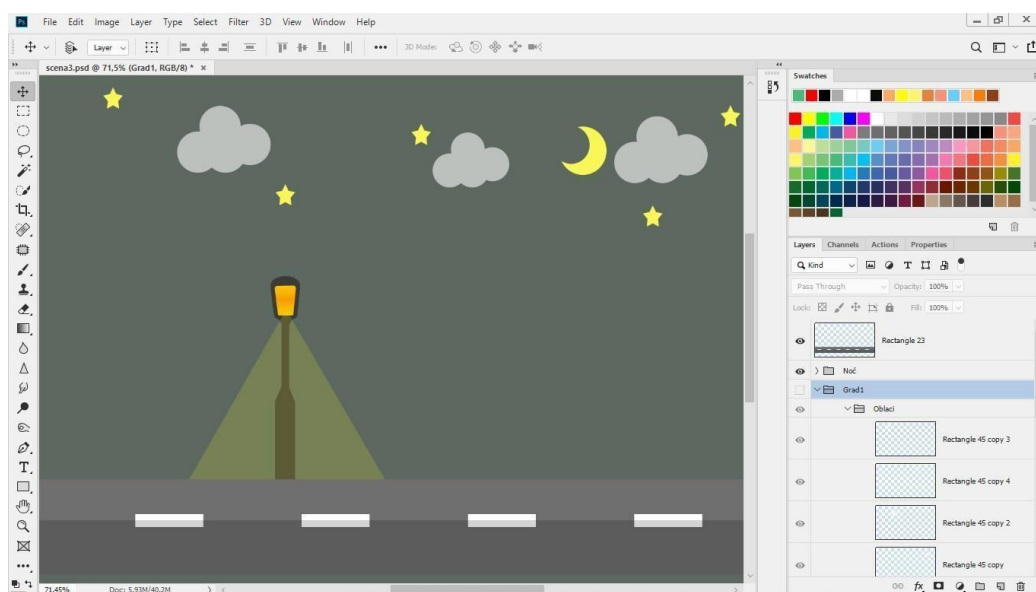 Ps File Edit Image Layer Type Select Filter 3D View Window Help
Layer 3D Mode:
scena3.psd @ 71,5% (Grad1, RGB/8) * ×
Swatches
Layers Channels Actions Properties
Kind T
Pass Through Opacity: 100%
Lock: Fill: 100%
Rectangle 23
Noć
Grad1
Oblaci
Rectangle 45 copy 3
Rectangle 45 copy 4
Rectangle 45 copy 2
Rectangle 45 copy
T
71.45% Doc: 5,93M/40,2M fx